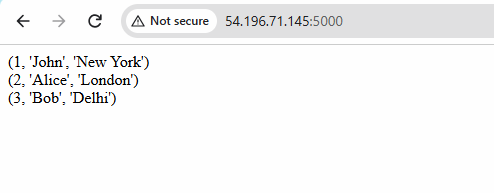 Not secure 54.196.71.145:5000
(1, 'John', 'New York')
(2, 'Alice', 'London')
(3, 'Bob', 'Delhi')